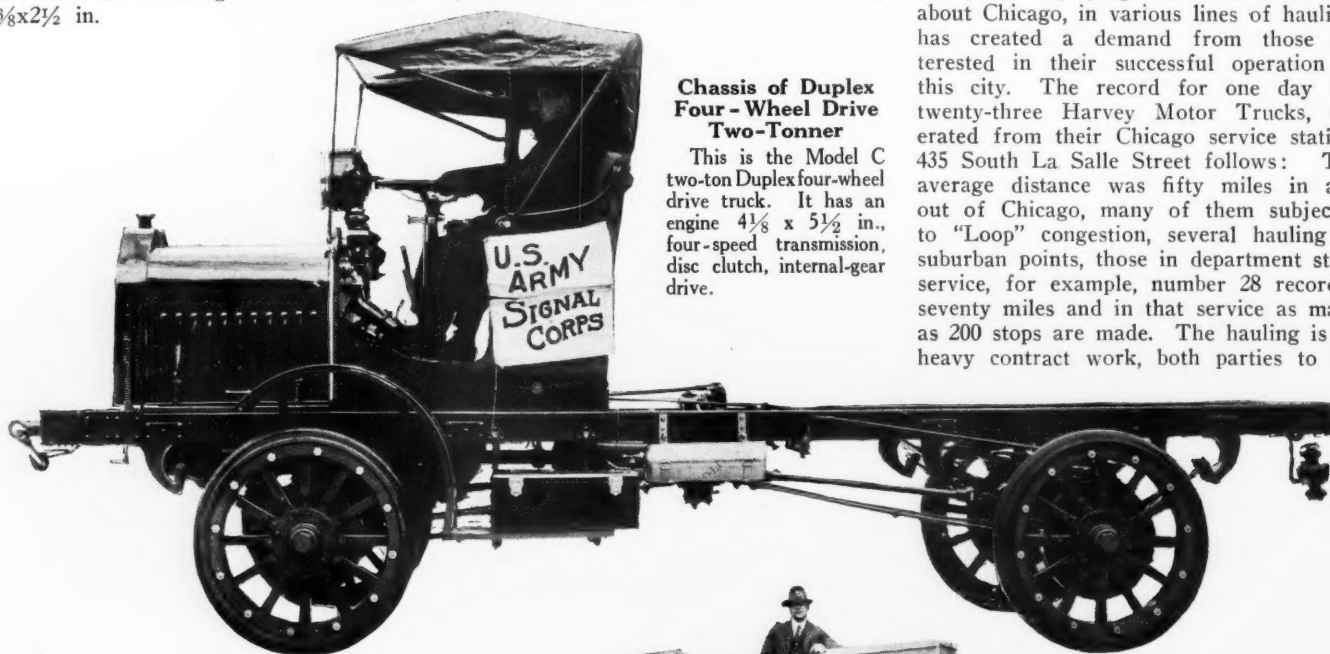 ⅜x2½ in.
Chassis of Duplex
Four-Wheel Drive
Two-Tonner
This is the Model C
two-ton Duplex four-wheel
drive truck. It has an
engine 4⅛ x 5½ in.,
four-speed transmission,
disc clutch, internal-gear
drive.
U.S.
ARMY
SIGNAL
CORPS
about Chicago, in various lines of hauli
has created a demand from those
terested in their successful operation
this city. The record for one day
twenty-three Harvey Motor Trucks,
erated from their Chicago service stati
435 South La Salle Street follows: T
average distance was fifty miles in a
out of Chicago, many of them subjec
to "Loop" congestion, several hauling
suburban points, those in department st
service, for example, number 28 recor
seventy miles and in that service as ma
as 200 stops are made. The hauling is
heavy contract work, both parties to